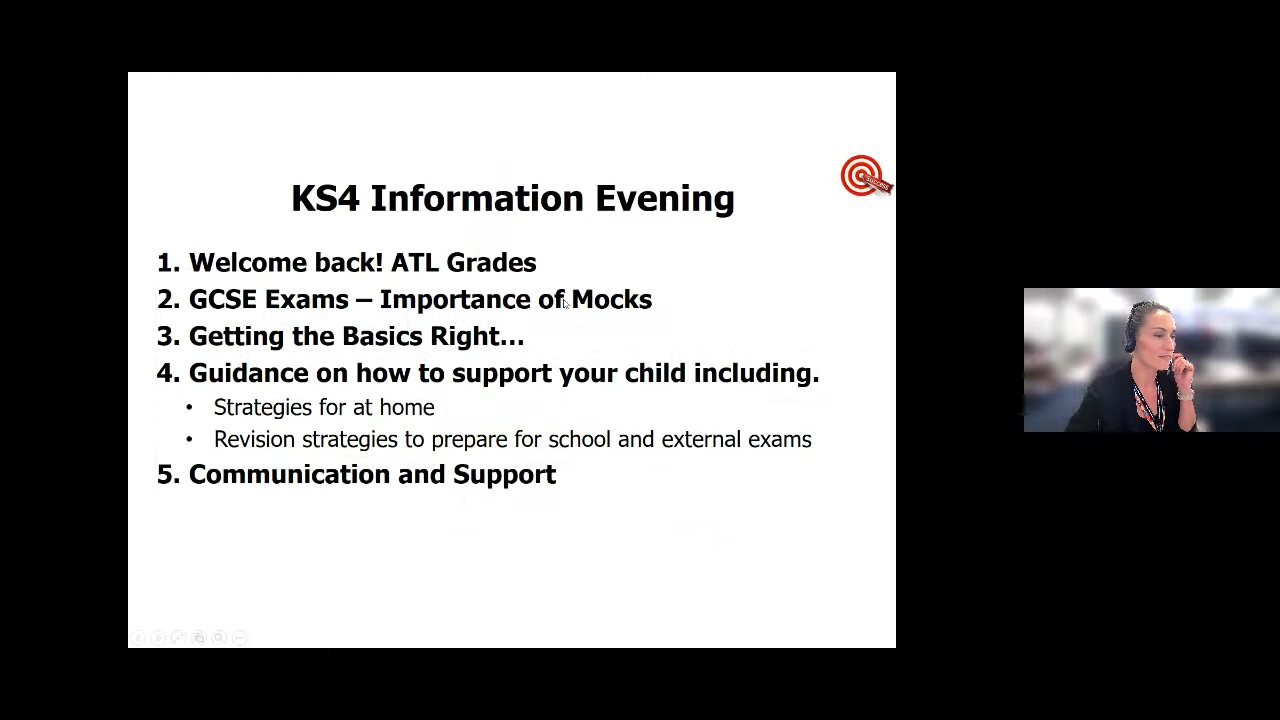 KS4 Information Evening
success
1. Welcome back! ATL Grades
2. GCSE Exams – Importance of Mocks
3. Getting the Basics Right...
4. Guidance on how to support your child including.
• Strategies for at home
• Revision strategies to prepare for school and external exams
5. Communication and Support